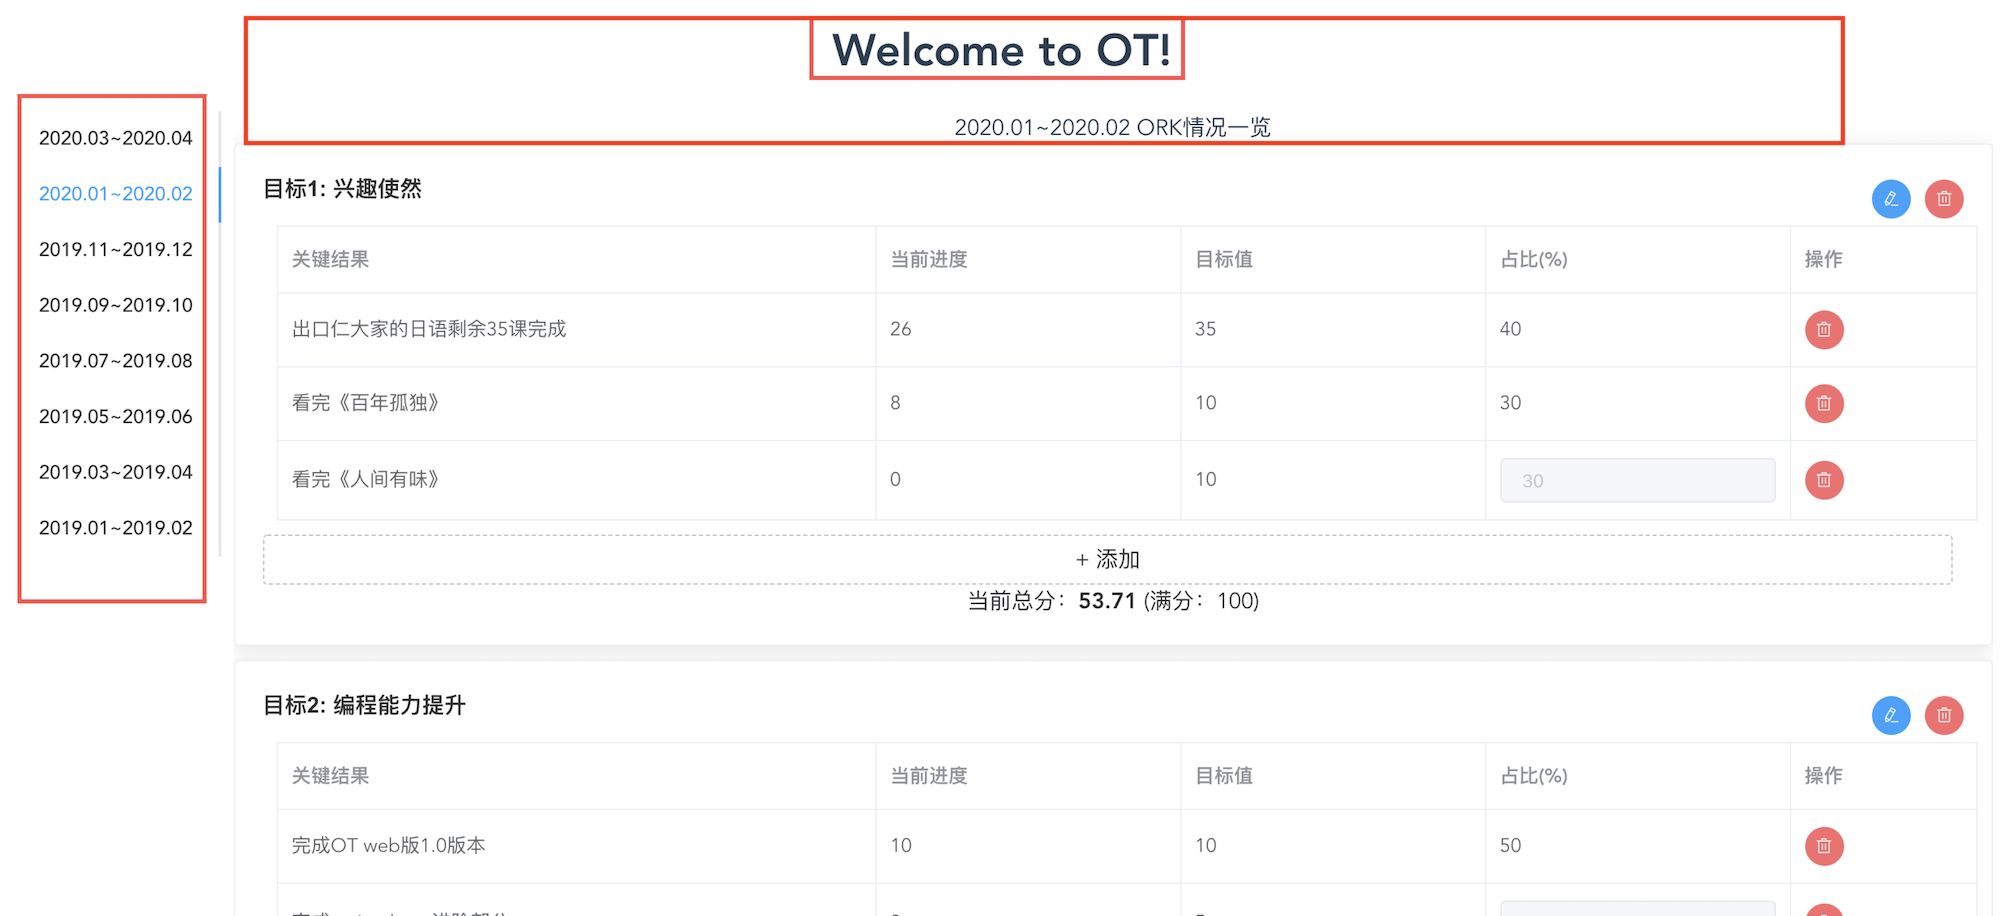 Welcome to OT!
2020.01~2020.02 ORK情况一览
2020.03~2020.04
2020.01~2020.02
2019.11~2019.12
2019.09~2019.10
2019.07~2019.08
2019.05~2019.06
2019.03~2019.04
2019.01~2019.02
目标1: 兴趣使然
关键结果 当前进度 目标值 占比(%) 操作
出口仁大家的日语剩余35课完成 26 35 40
看完《百年孤独》 8 10 30
看完《人间有味》 0 10 30
+ 添加
当前总分： 53.71 (满分： 100)
目标2: 编程能力提升
关键结果 当前进度 目标值 占比(%) 操作
完成OT web版1.0版本 10 10 50